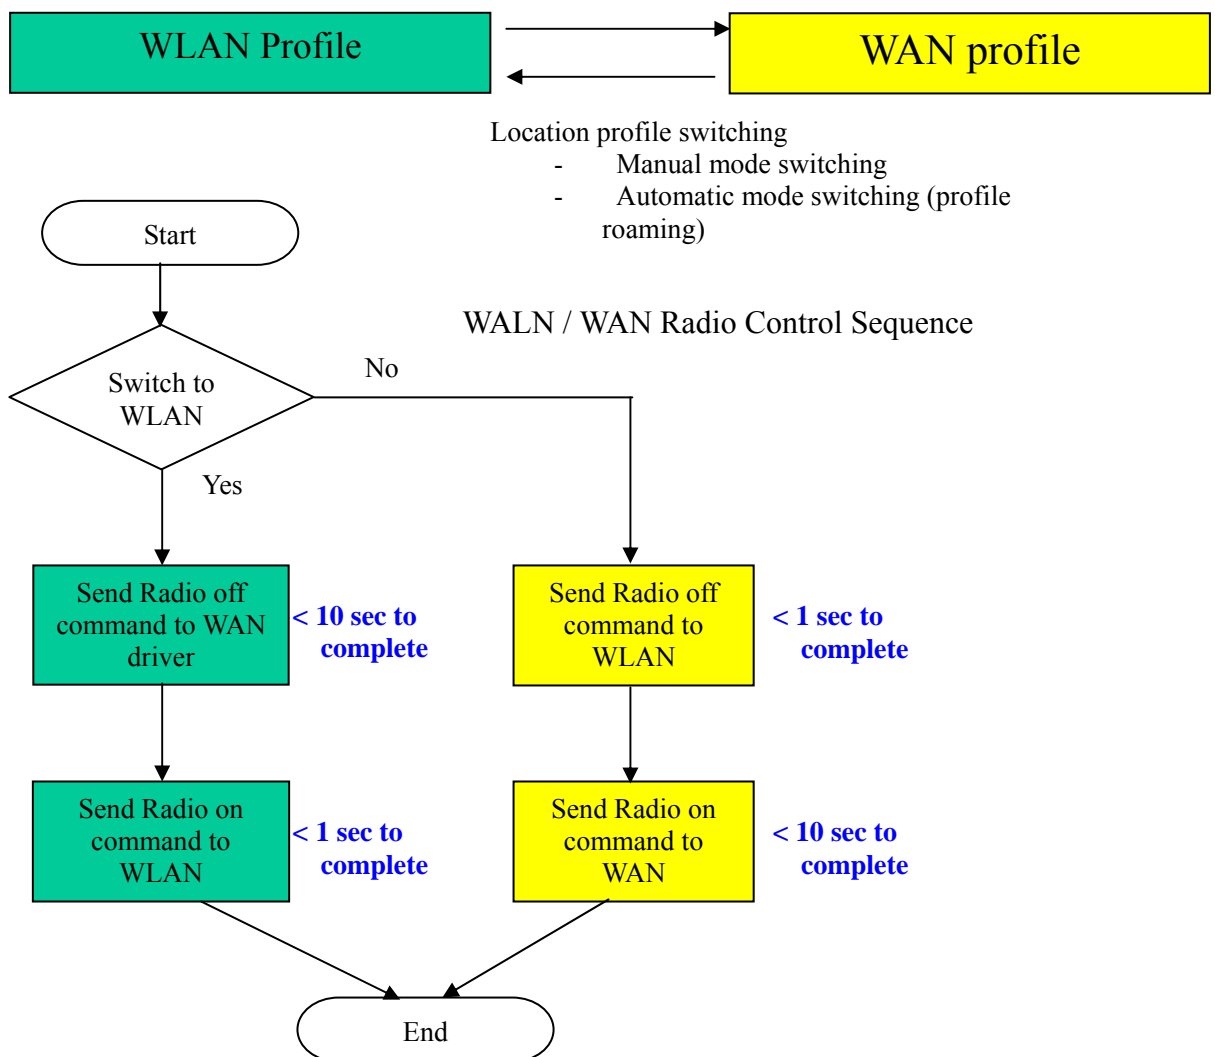 WLAN Profile
WAN profile
Location profile switching
- Manual mode switching
- Automatic mode switching (profile
roaming)
Start
WALN / WAN Radio Control Sequence
No
Switch to
WLAN
Yes
Send Radio off
command to WAN
driver
< 10 sec to
complete
Send Radio off
command to
WLAN
< 1 sec to
complete
Send Radio on
command to
WLAN
< 1 sec to
complete
Send Radio on
command to
WAN
< 10 sec to
complete
End